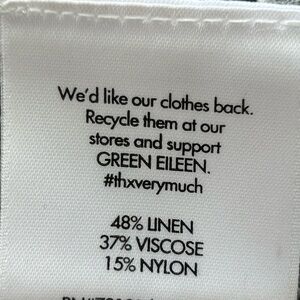 We'd like our clothes back.
Recycle them at our
stores and support
GREEN EILEEN.
#thxverymuch
48% LINEN
37% VISCOSE
15% NYLON